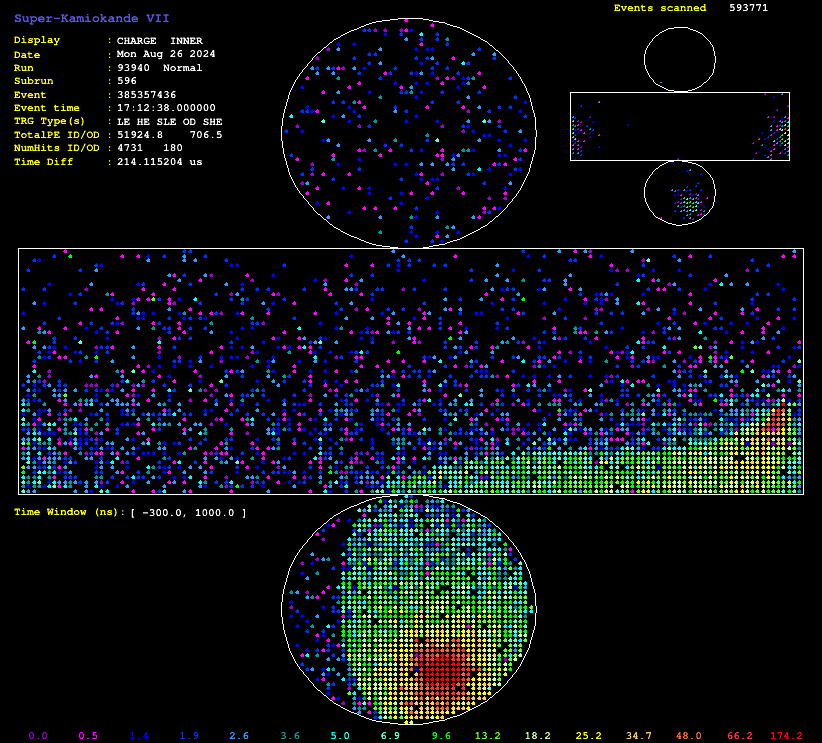 Super-Kamiokande VII
Events scanned 593771
Display : CHARGE INNER
Date : Mon Aug 26 2024
Run : 93940 Normal
Subrun : 596
Event : 385357436
Event time : 17:12:38.000000
TRG Type(s) : LE HE SLE OD SHE
TotalPE ID/OD : 51924.8 706.5
NumHits ID/OD : 4731 180
Time Diff : 214.115204 us
Time Window (ns): [ -300.0, 1000.0 ]
0.0 0.5 1.4 1.9 2.6 3.6 5.0 6.9 9.6 13.2 18.2 25.2 34.7 48.0 66.2 174.2